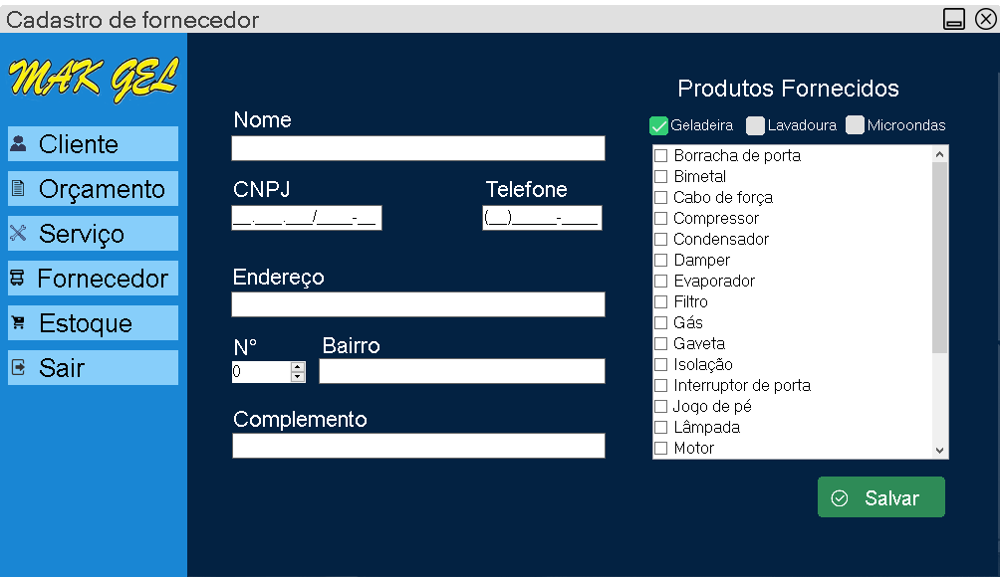 Cadastro de fornecedor
MAK GEL
Cliente
Orçamento
Serviço
Fornecedor
Estoque
Sair
Nome
CNPJ
Telefone
__.___.___/____-__
(__)_____-____
Endereço
N°
Bairro
0
Complemento
Produtos Fornecidos
Geladeira Lavadoura Microondas
Borracha de porta
Bimetal
Cabo de força
Compressor
Condensador
Damper
Evaporador
Filtro
Gás
Gaveta
Isolação
Interruptor de porta
Jogo de pé
Lâmpada
Motor
Salvar